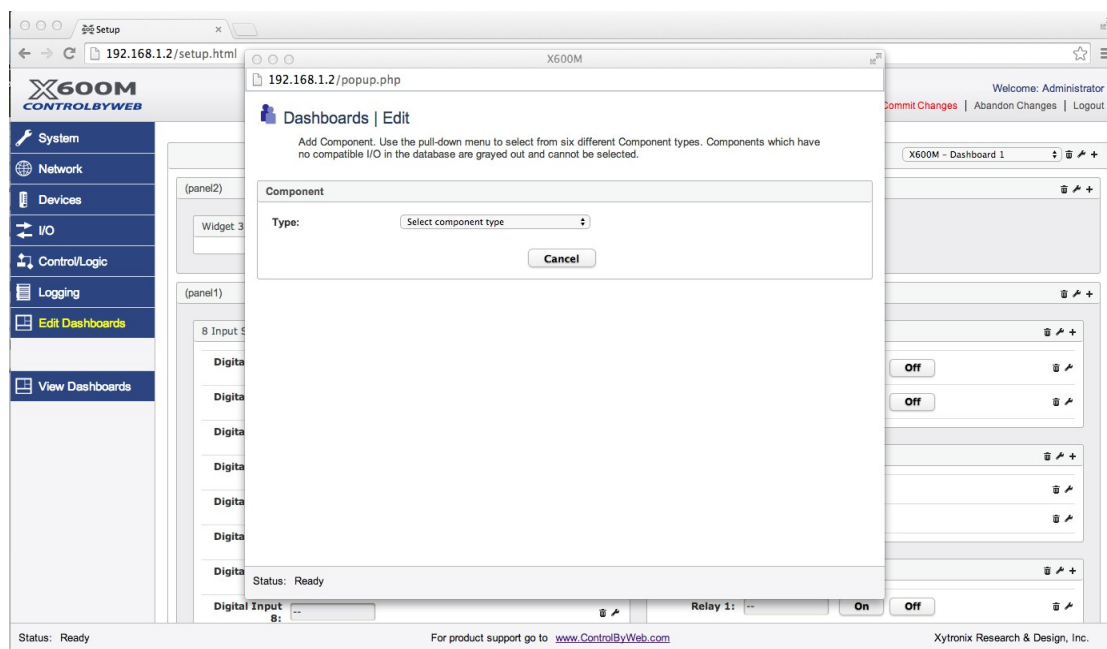 Setup
192.168.1.2/setup.html
X600M
192.168.1.2/popup.php
X600M
CONTROLBYWEB
Welcome: Administrator
Commit Changes | Abandon Changes | Logout
System
Network
Devices
I/O
Control/Logic
Logging
Edit Dashboards
View Dashboards
Dashboards | Edit
Add Component. Use the pull-down menu to select from six different Component types. Components which have
no compatible I/O in the database are grayed out and cannot be selected.
Component
Type: Select component type
Cancel
Status: Ready
X600M - Dashboard 1
(panel2)
Widget 3
(panel1)
8 Input S
Digita
Off
Digita
Off
Digita
Digita
Digita
Digita
Digita
Digital Input
8: --
Relay 1: -- On Off
Status: Ready
For product support go to www.ControlByWeb.com
Xytronix Research & Design, Inc.